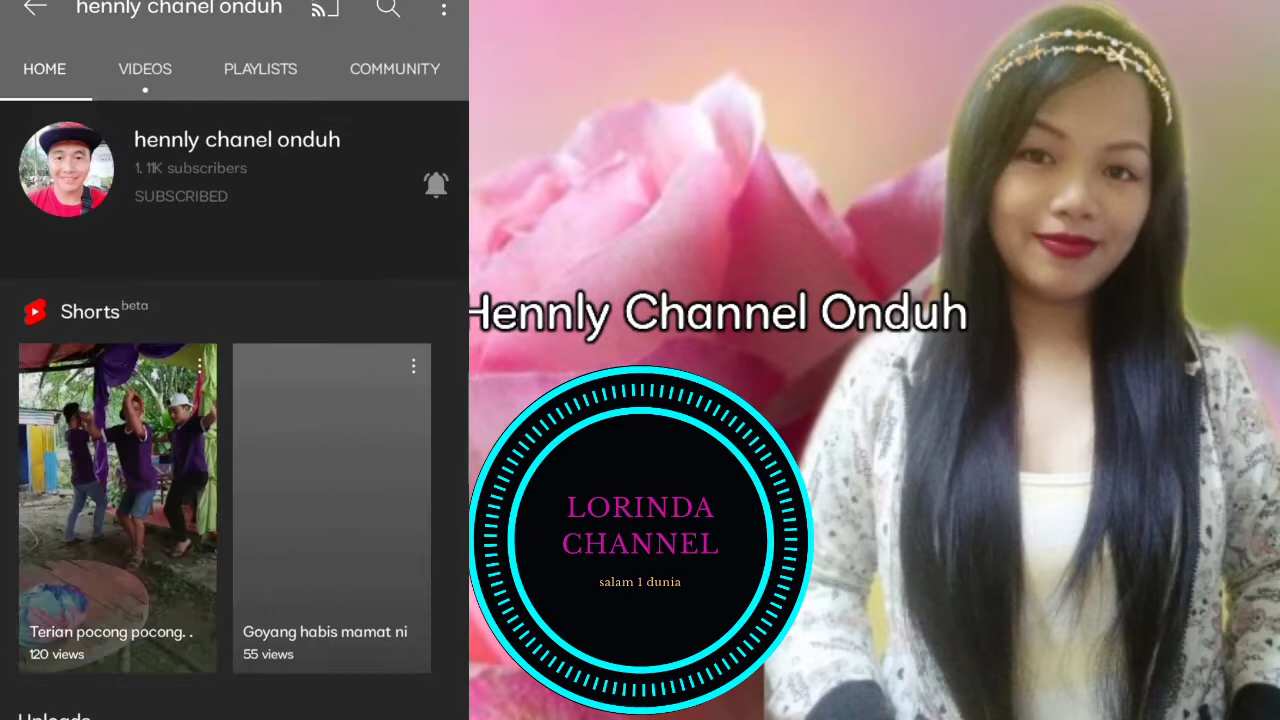 hennly chanel onduh
HOME
VIDEOS
PLAYLISTS
COMMUNITY
hennly chanel onduh
1. 11K subscribers
SUBSCRIBED
Shorts beta
Terian pocong pocong. .
120 views
Goyang habis mamat ni
55 views
Uploads
Hennly Channel Onduh
LORINDA
CHANNEL
salam 1 dunia